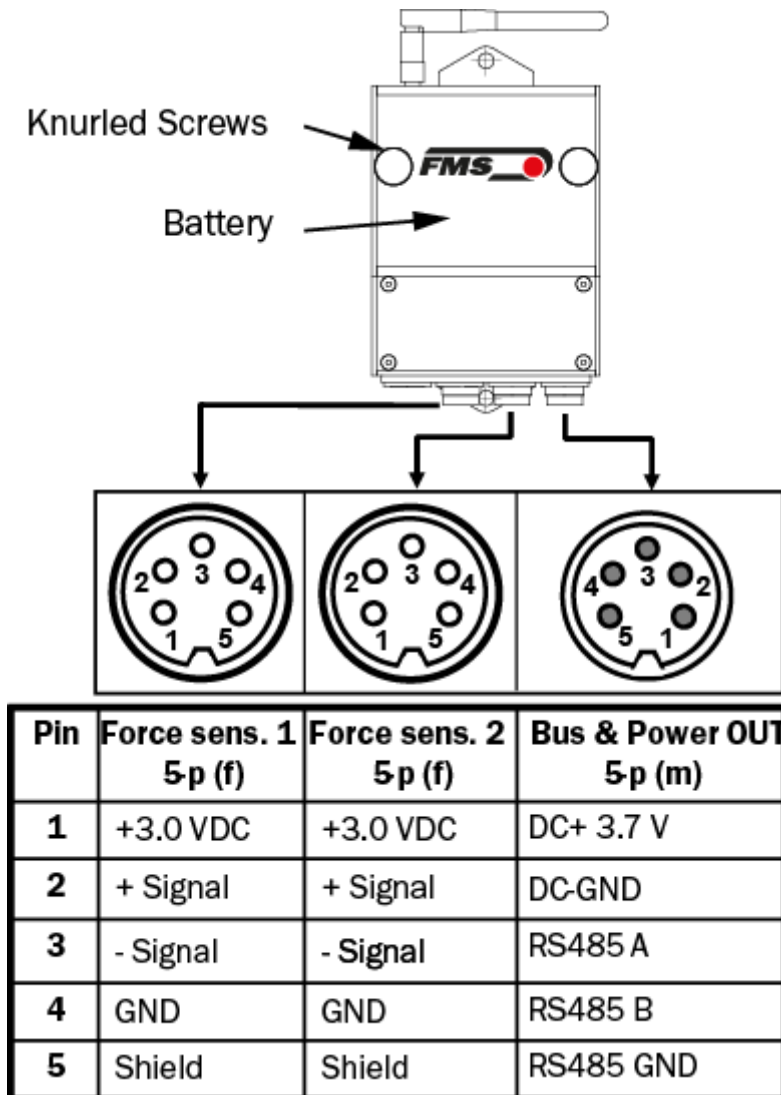 Knurled Screws
FMS
Battery
2 3 4
1 5
2 3 4
1 5
4 3 2
5 1
Pin Force sens. 1 Force sens. 2 Bus & Power OUT
5-p (f) 5-p (f) 5-p (m)
1 +3.0 VDC +3.0 VDC DC+ 3.7 V
2 + Signal + Signal DC-GND
3 - Signal - Signal RS485 A
4 GND GND RS485 B
5 Shield Shield RS485 GND